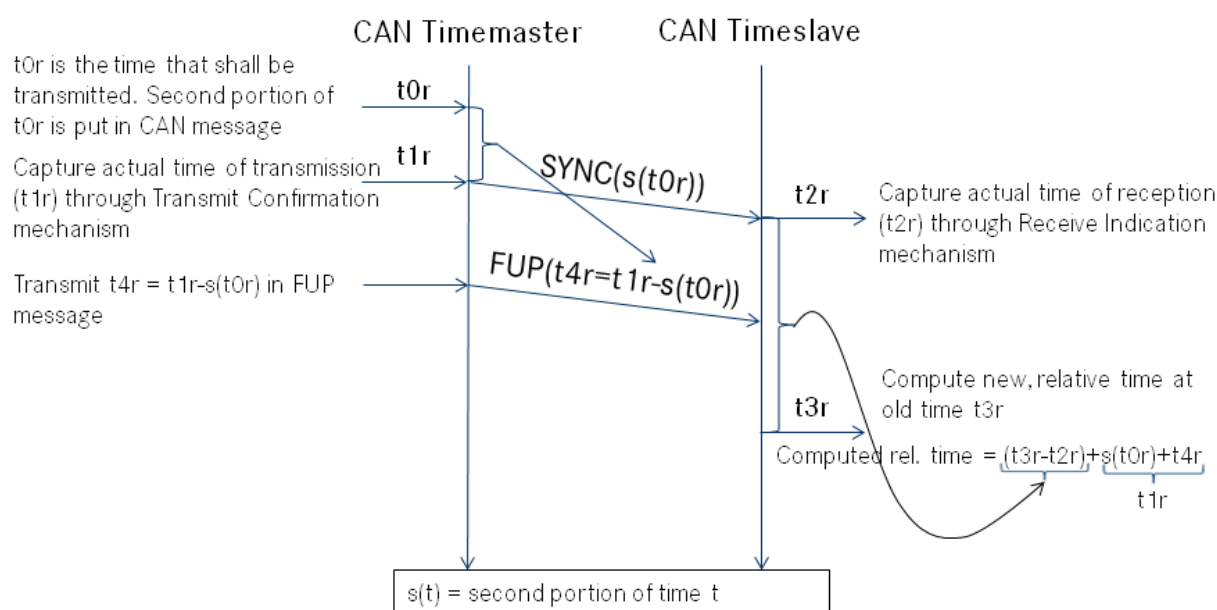 CAN Timemaster
CAN Timeslave
t0r is the time that shall be
transmitted. Second portion of
t0r is put in CAN message
t0r
Capture actual time of transmission
(t1r) through Transmit Confirmation
mechanism
t1r
SYNC(s(t0r))
t2r
Capture actual time of reception
(t2r) through Receive Indication
mechanism
Transmit t4r = t1r-s(t0r) in FUP
message
FUP(t4r=t1r-s(t0r))
t3r
Compute new, relative time at
old time t3r
Computed rel. time = (t3r-t2r)+s(t0r)+t4r
t1r
s(t) = second portion of time t